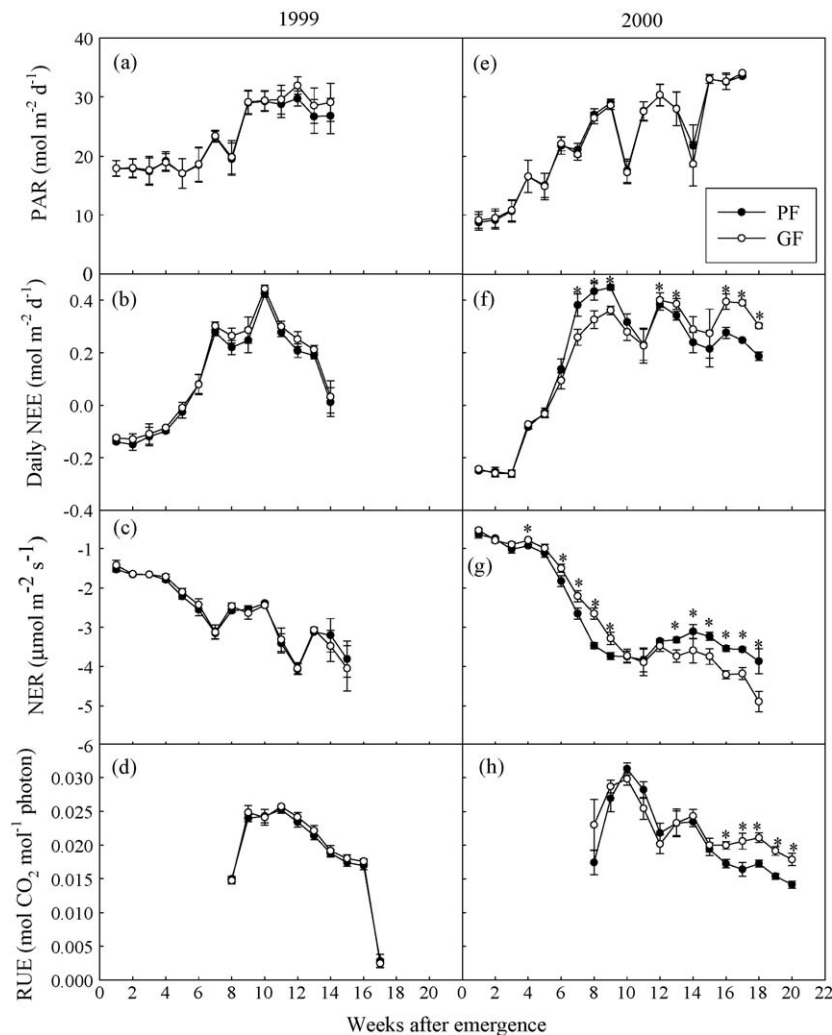 1999
2000
(a)
(e)
PAR (mol m⁻² d⁻¹)
40
30
20
10
0
PF
GF
(b)
(f)
Daily NEE (mol m⁻² d⁻¹)
0.4
0.2
0.0
-0.2
-0.4
* * * * * * * *
(c)
(g)
NER (μmol m⁻² s⁻¹)
-1
-2
-3
-4
-5
-6
* * * * * * * * * * *
(d)
(h)
RUE (mol CO₂ mol⁻¹ photon)
0.030
0.025
0.020
0.015
0.010
0.005
0.000
* * * * *
0 2 4 6 8 10 12 14 16 18 20
0 2 4 6 8 10 12 14 16 18 20 22
Weeks after emergence